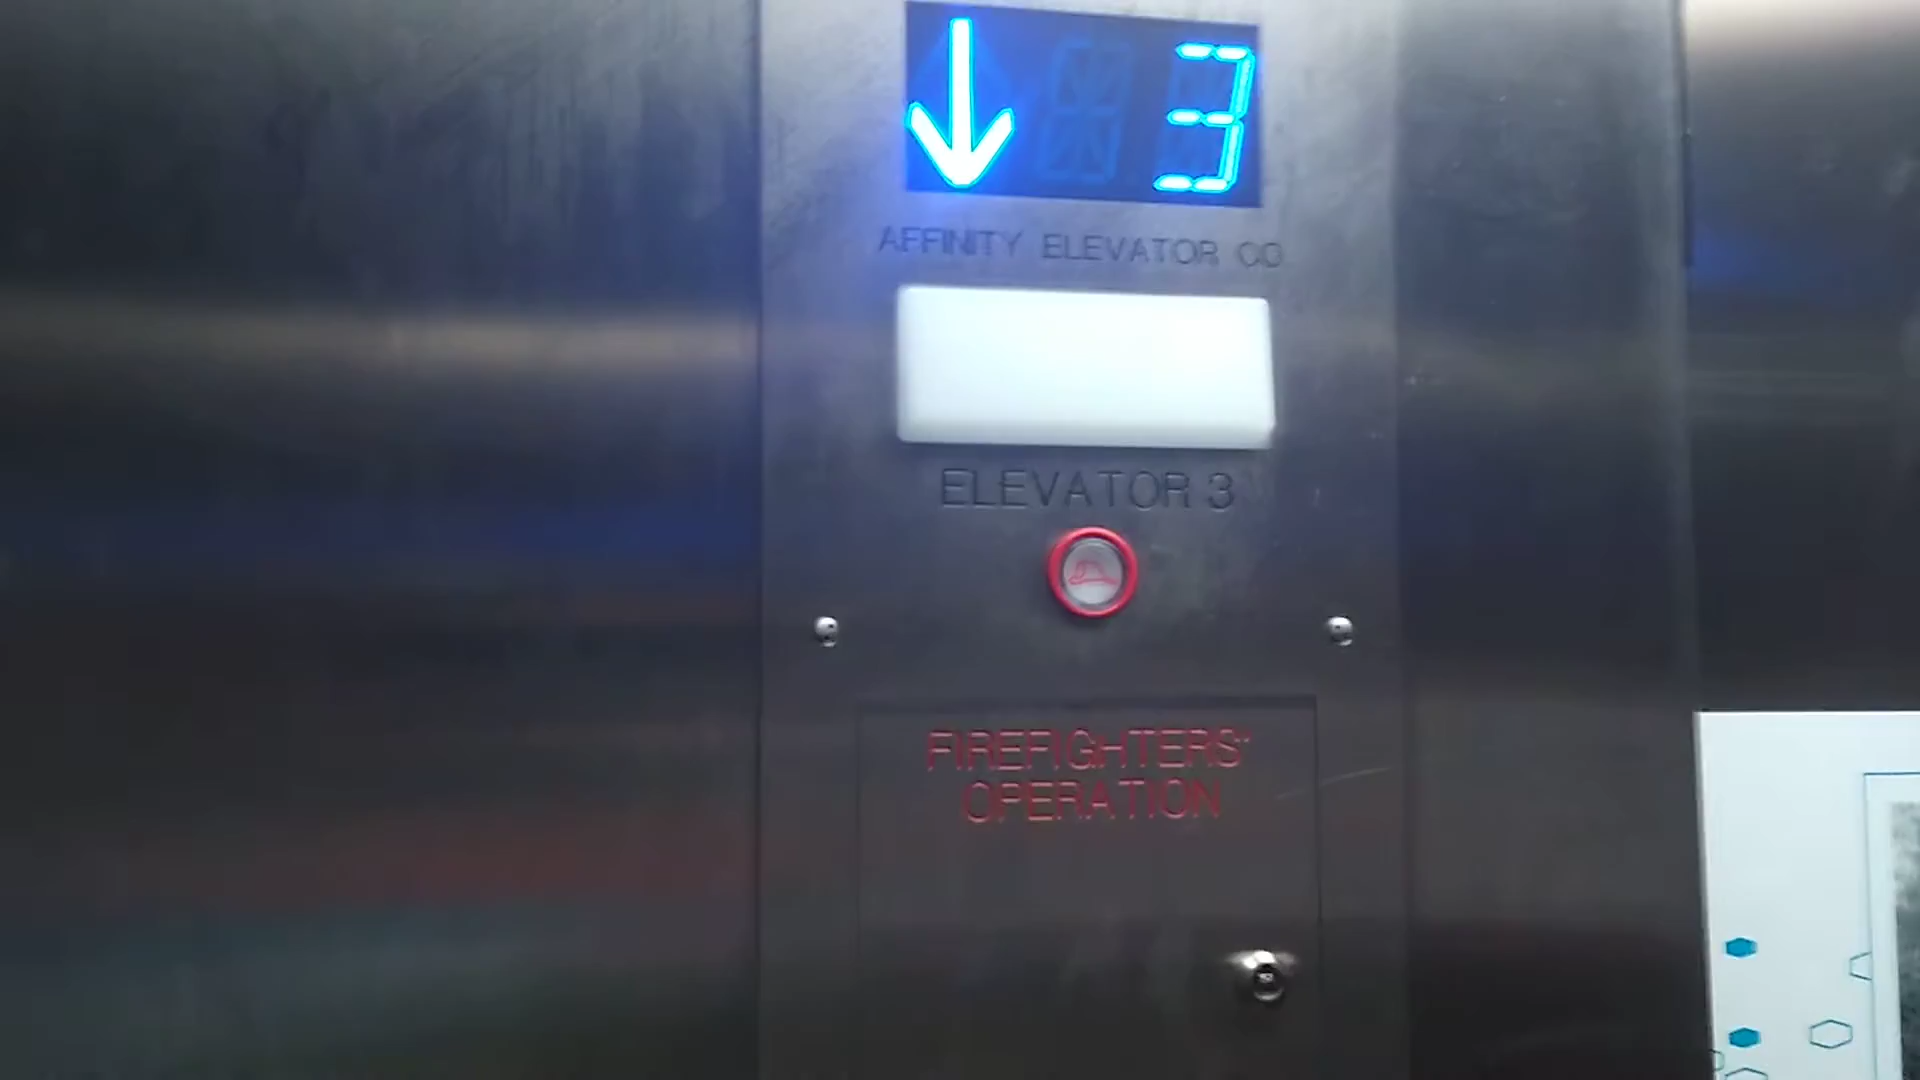 3
AFFINITY ELEVATOR CO
ELEVATOR 3
FIREFIGHTERS'
OPERATION